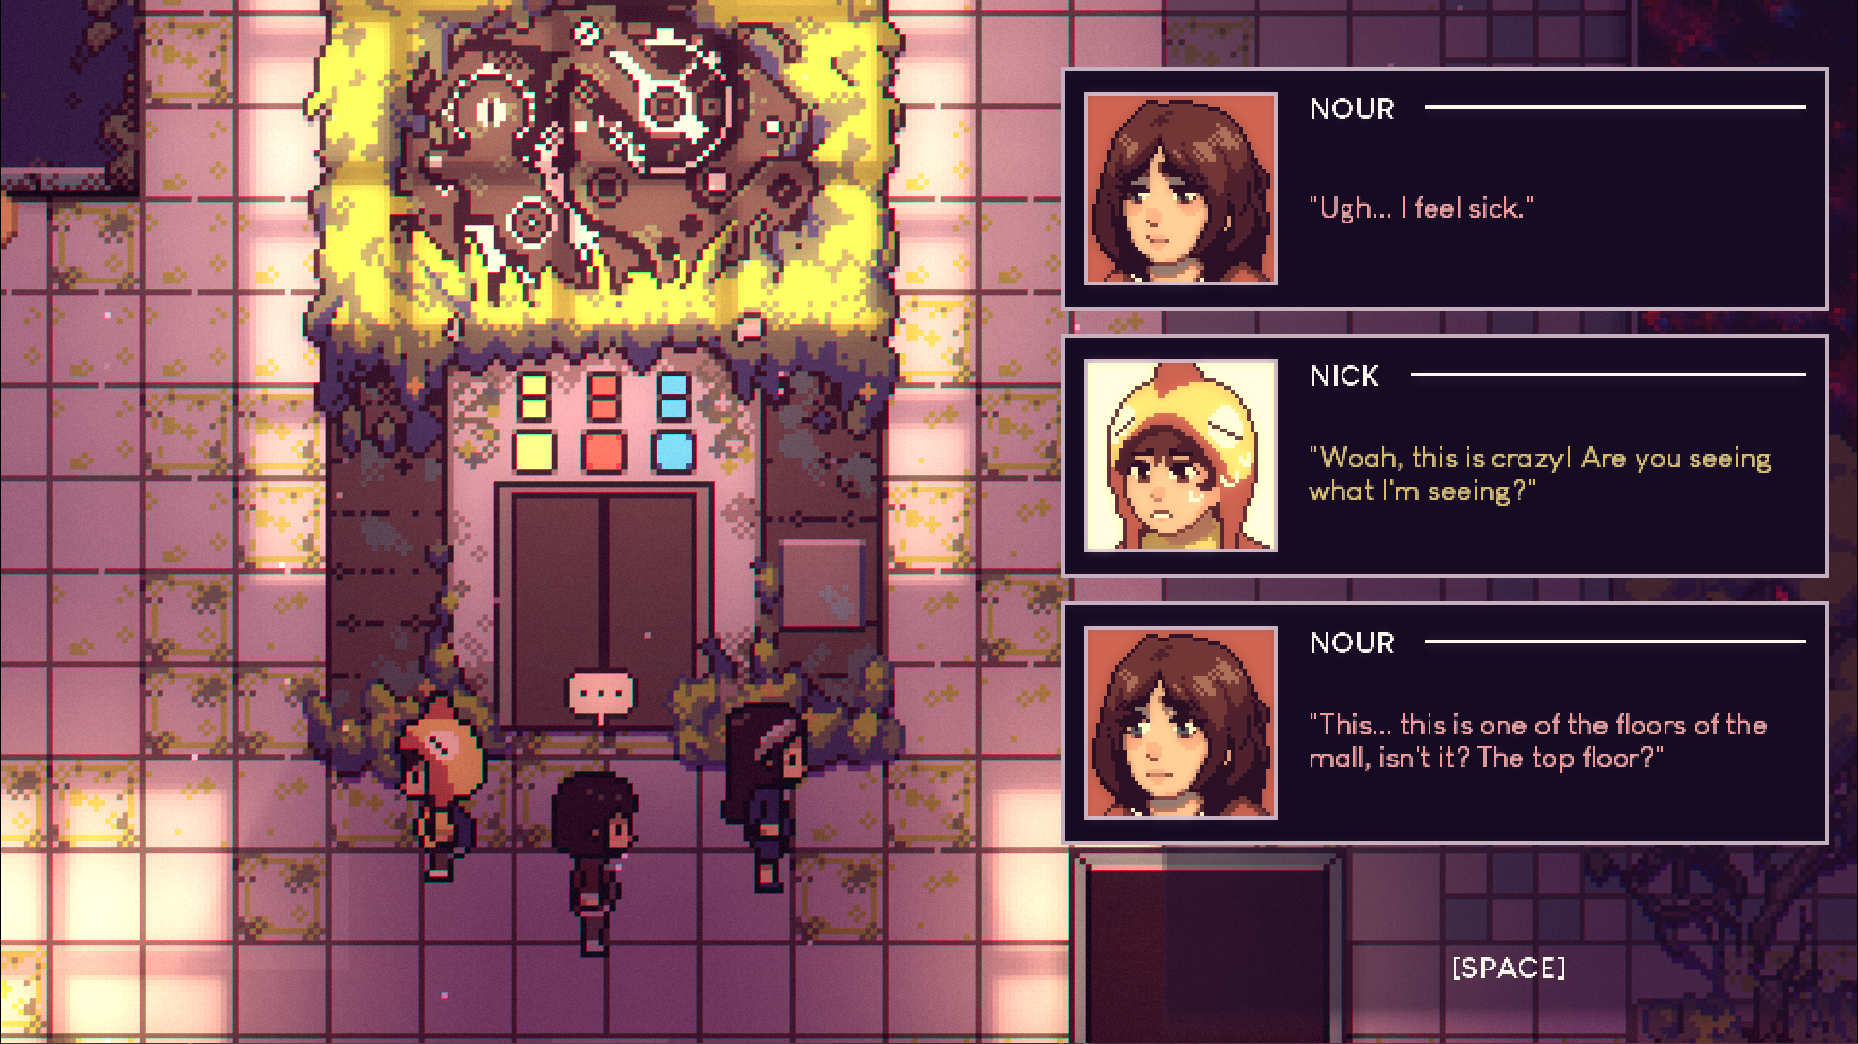 NOUR
"Ugh... I feel sick."
NICK
"Woah, this is crazy! Are you seeing
what I'm seeing?"
NOUR
"This... this is one of the floors of the
mall, isn't it? The top floor?"
...
[SPACE]